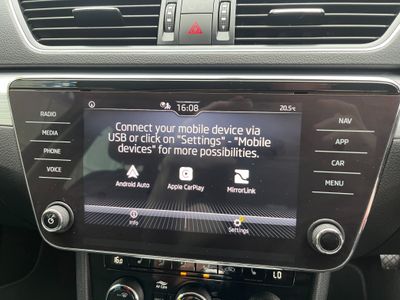 16:08
20.5°C
RADIO
MEDIA
PHONE
VOICE
NAV
APP
CAR
MENU
Connect your mobile device via
USB or click on "Settings" - "Mobile
devices" for more possibilities.
Android Auto
Apple CarPlay
MirrorLink
Info
Settings
LO